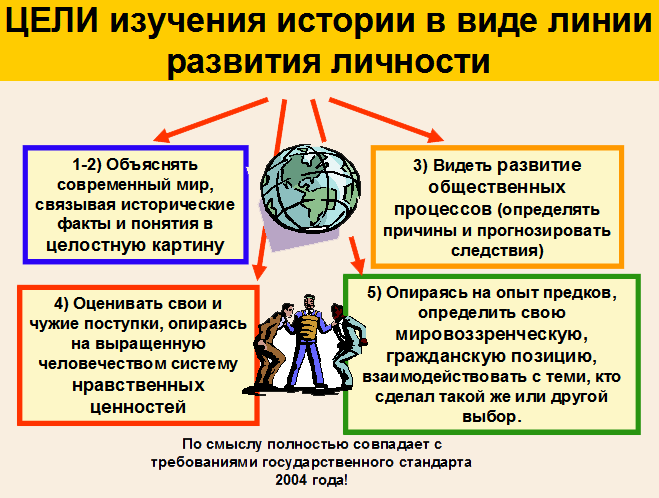 ЦЕЛИ изучения истории в виде линии
развития личности
1-2) Объяснять
современный мир,
связывая исторические
факты и понятия в
целостную картину
3) Видеть развитие
общественных
процессов (определять
причины и прогнозировать
следствия)
4) Оценивать свои и
чужие поступки, опираясь
на выращенную
человечеством систему
нравственных
ценностей
5) Опираясь на опыт предков,
определить свою
мировоззренческую,
гражданскую позицию,
взаимодействовать с теми, кто
сделал такой же или другой
выбор.
По смыслу полностью совпадает с
требованиями государственного стандарта
2004 года!